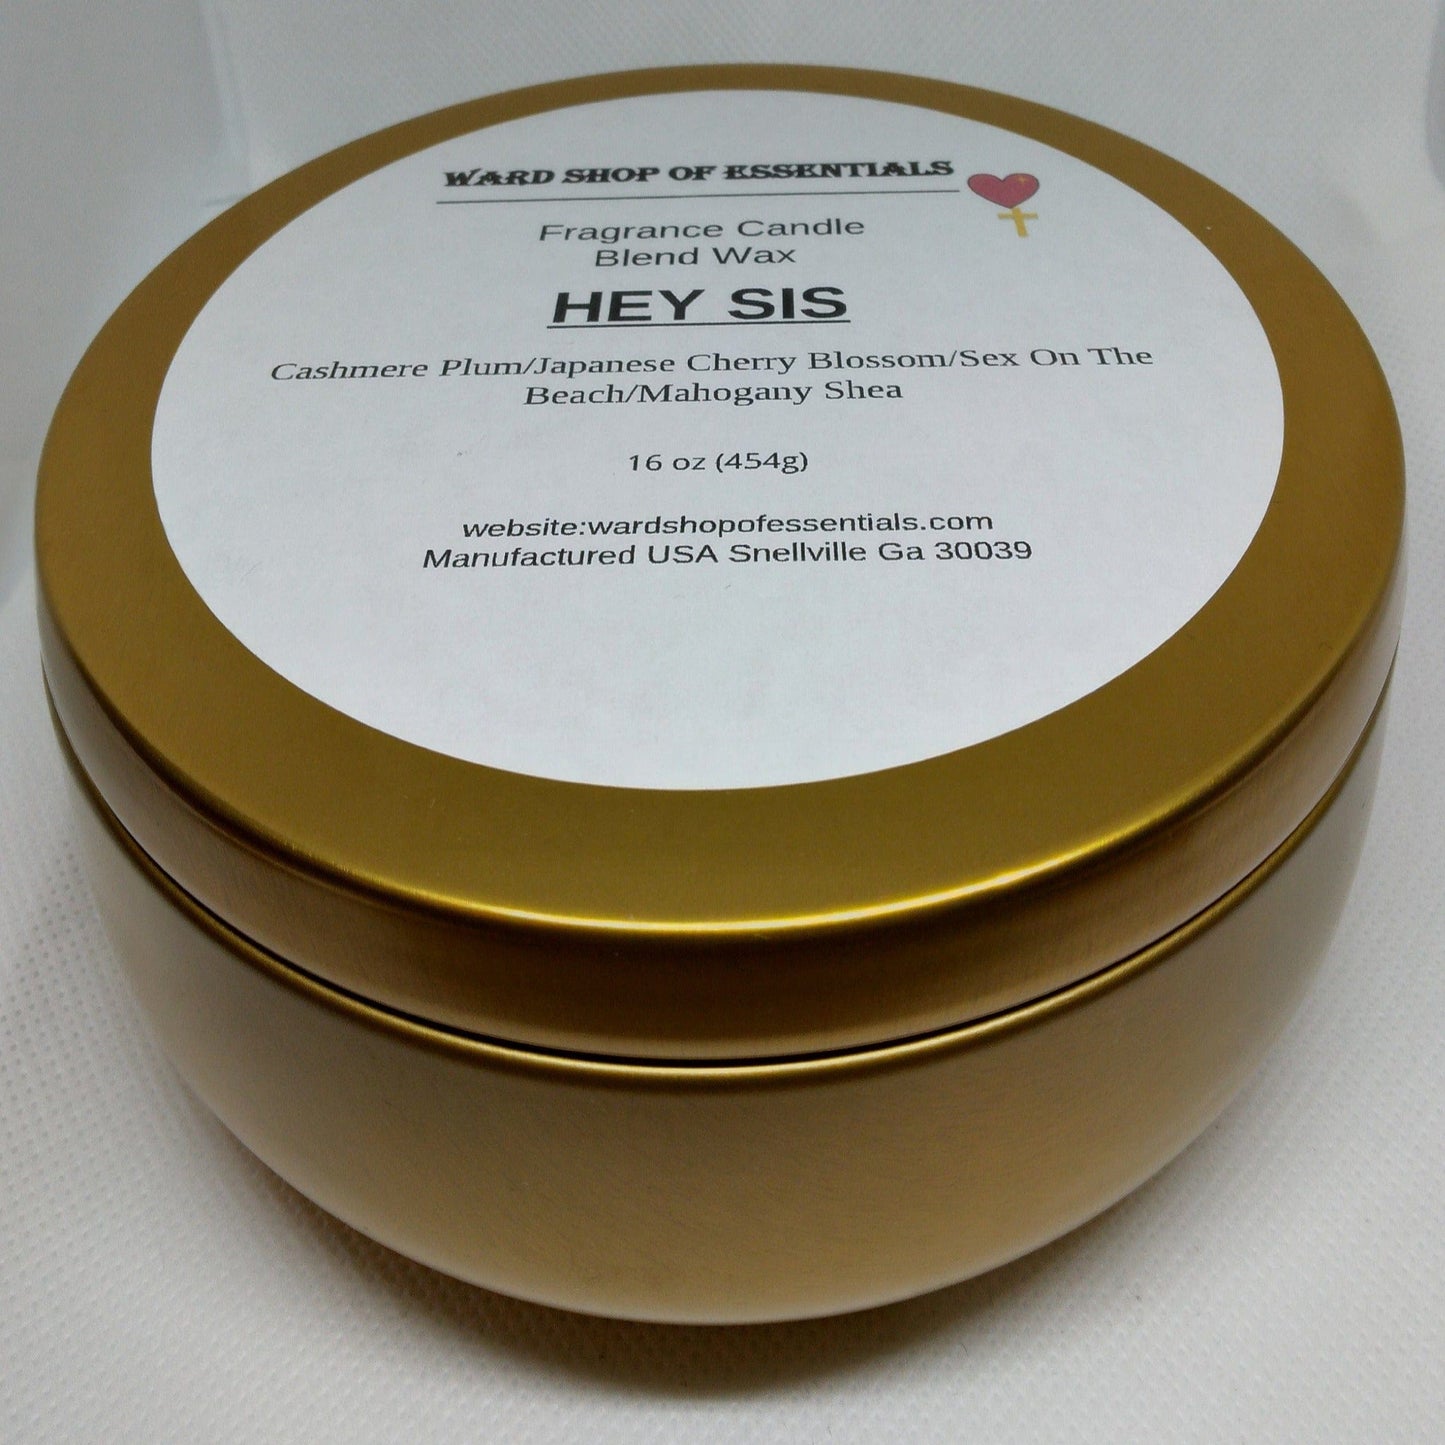 WARD SHOP OF ESSENTIALS
Fragrance Candle
Blend Wax
HEY SIS
Cashmere Plum/Japanese Cherry Blossom/Sex On The
Beach/Mahogany Shea
16 oz (454g)
website:wardshopofessentials.com
Manufactured USA Snellville Ga 30039